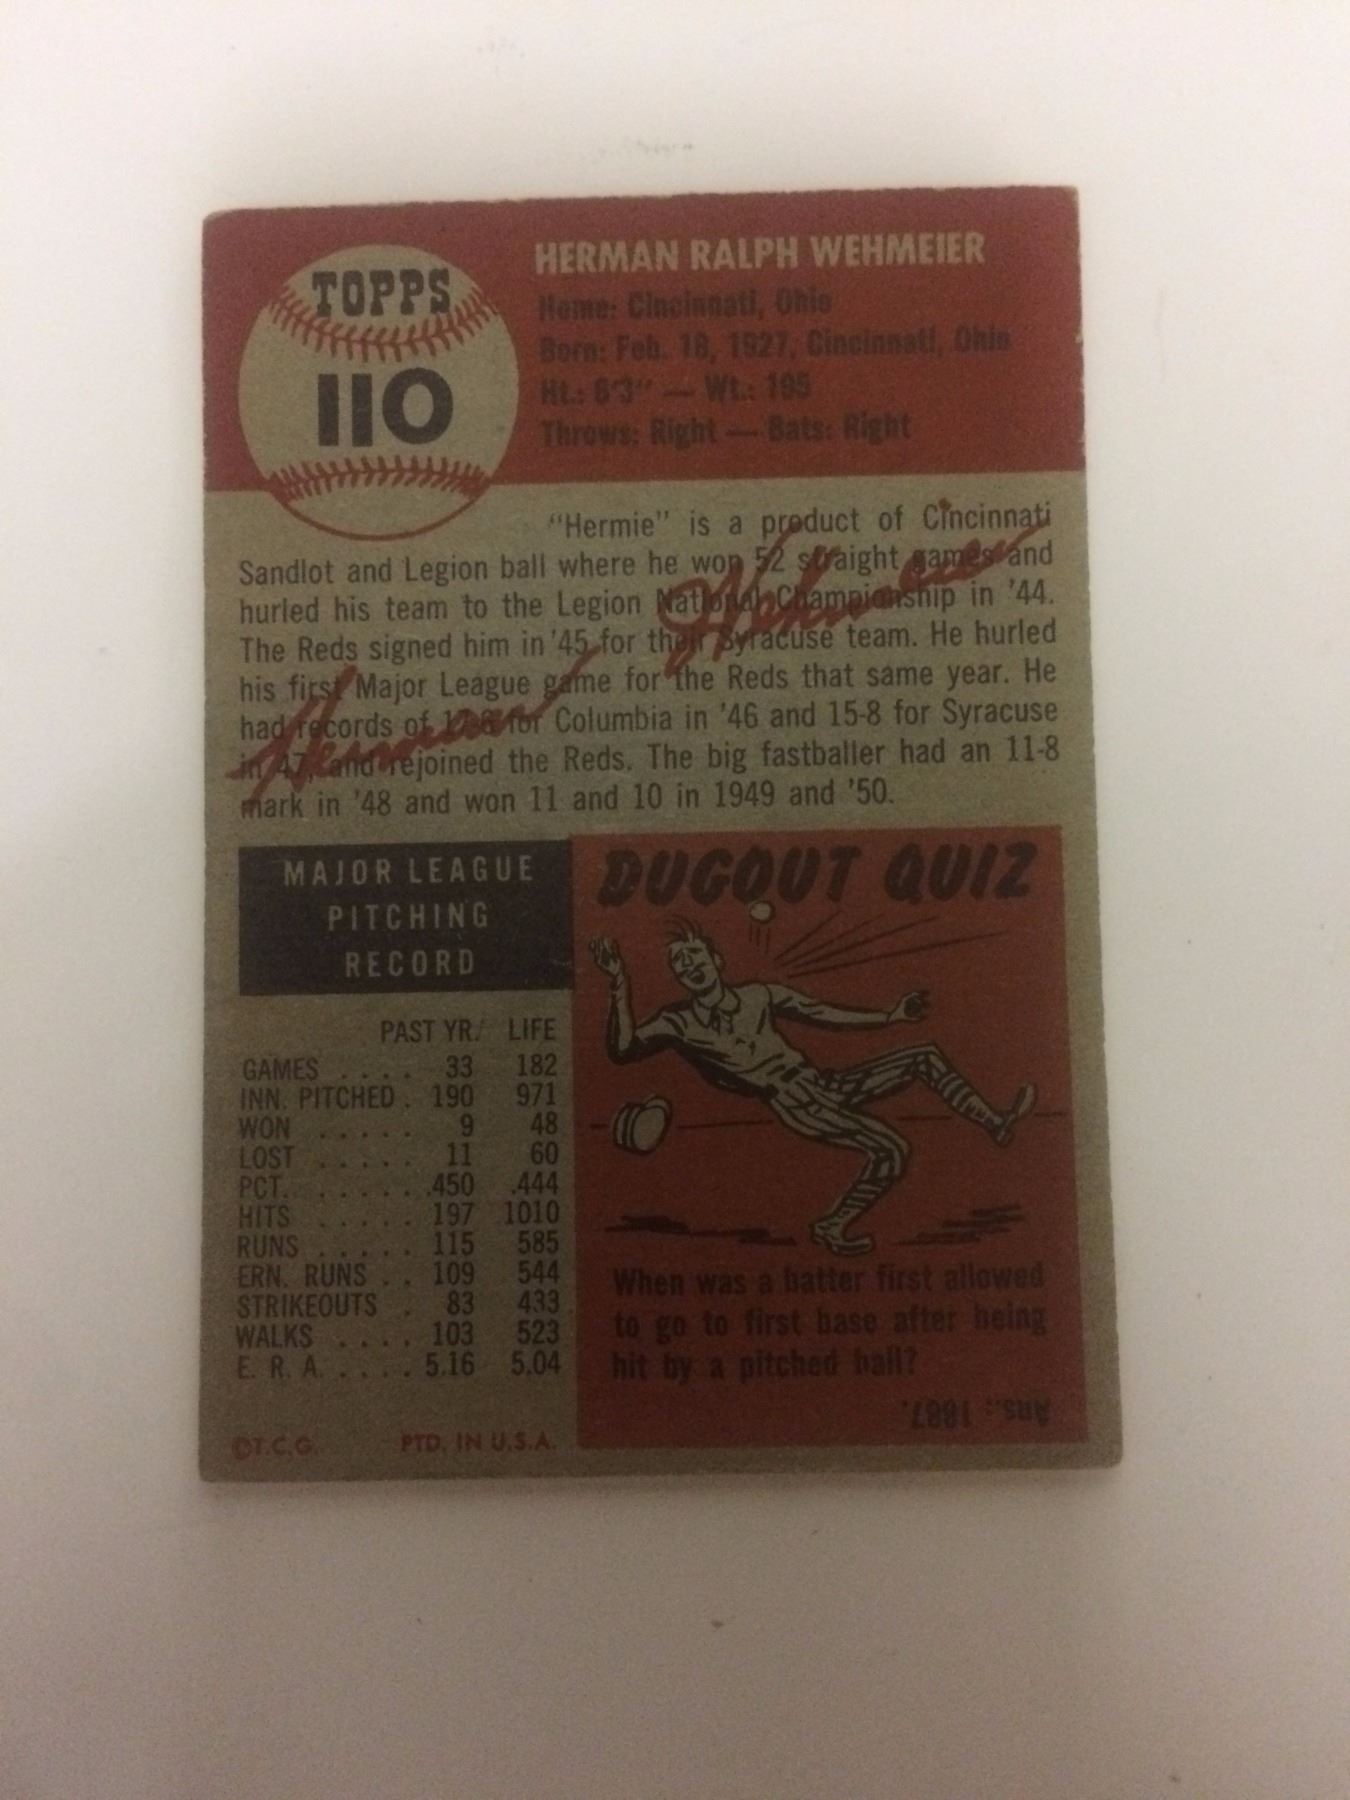 TOPPS
110
HERMAN RALPH WEHMEIER
Home: Cincinnati, Ohio
Born: Feb. 18, 1927, Cincinnati, Ohio
Ht.: 6'3" — Wt.: 195
Throws: Right — Bats: Right
"Hermie" is a product of Cincinnati
Sandlot and Legion ball where he won 52 straight games and
hurled his team to the Legion National Championship in '44.
The Reds signed him in '45 for their Syracuse team. He hurled
his first Major League game for the Reds that same year. He
had records of for Columbia in '46 and 15-8 for Syracuse
in '47, and rejoined the Reds. The big fastballer had an 11-8
mark in '48 and won 11 and 10 in 1949 and '50.
Herman Wehmeier
MAJOR LEAGUE
PITCHING
RECORD
PAST YR. LIFE
GAMES .... 33 182
INN. PITCHED . 190 971
WON ..... 9 48
LOST ..... 11 60
PCT. ...... .450 .444
HITS ..... 197 1010
RUNS ..... 115 585
ERN. RUNS .. 109 544
STRIKEOUTS . 83 433
WALKS .... 103 523
E. R. A. .... 5.16 5.04
©T.C.G. PTD. IN U.S.A.
DUGOUT QUIZ
When was a batter first allowed
to go to first base after being
hit by a pitched ball?
Ans.: 1887.